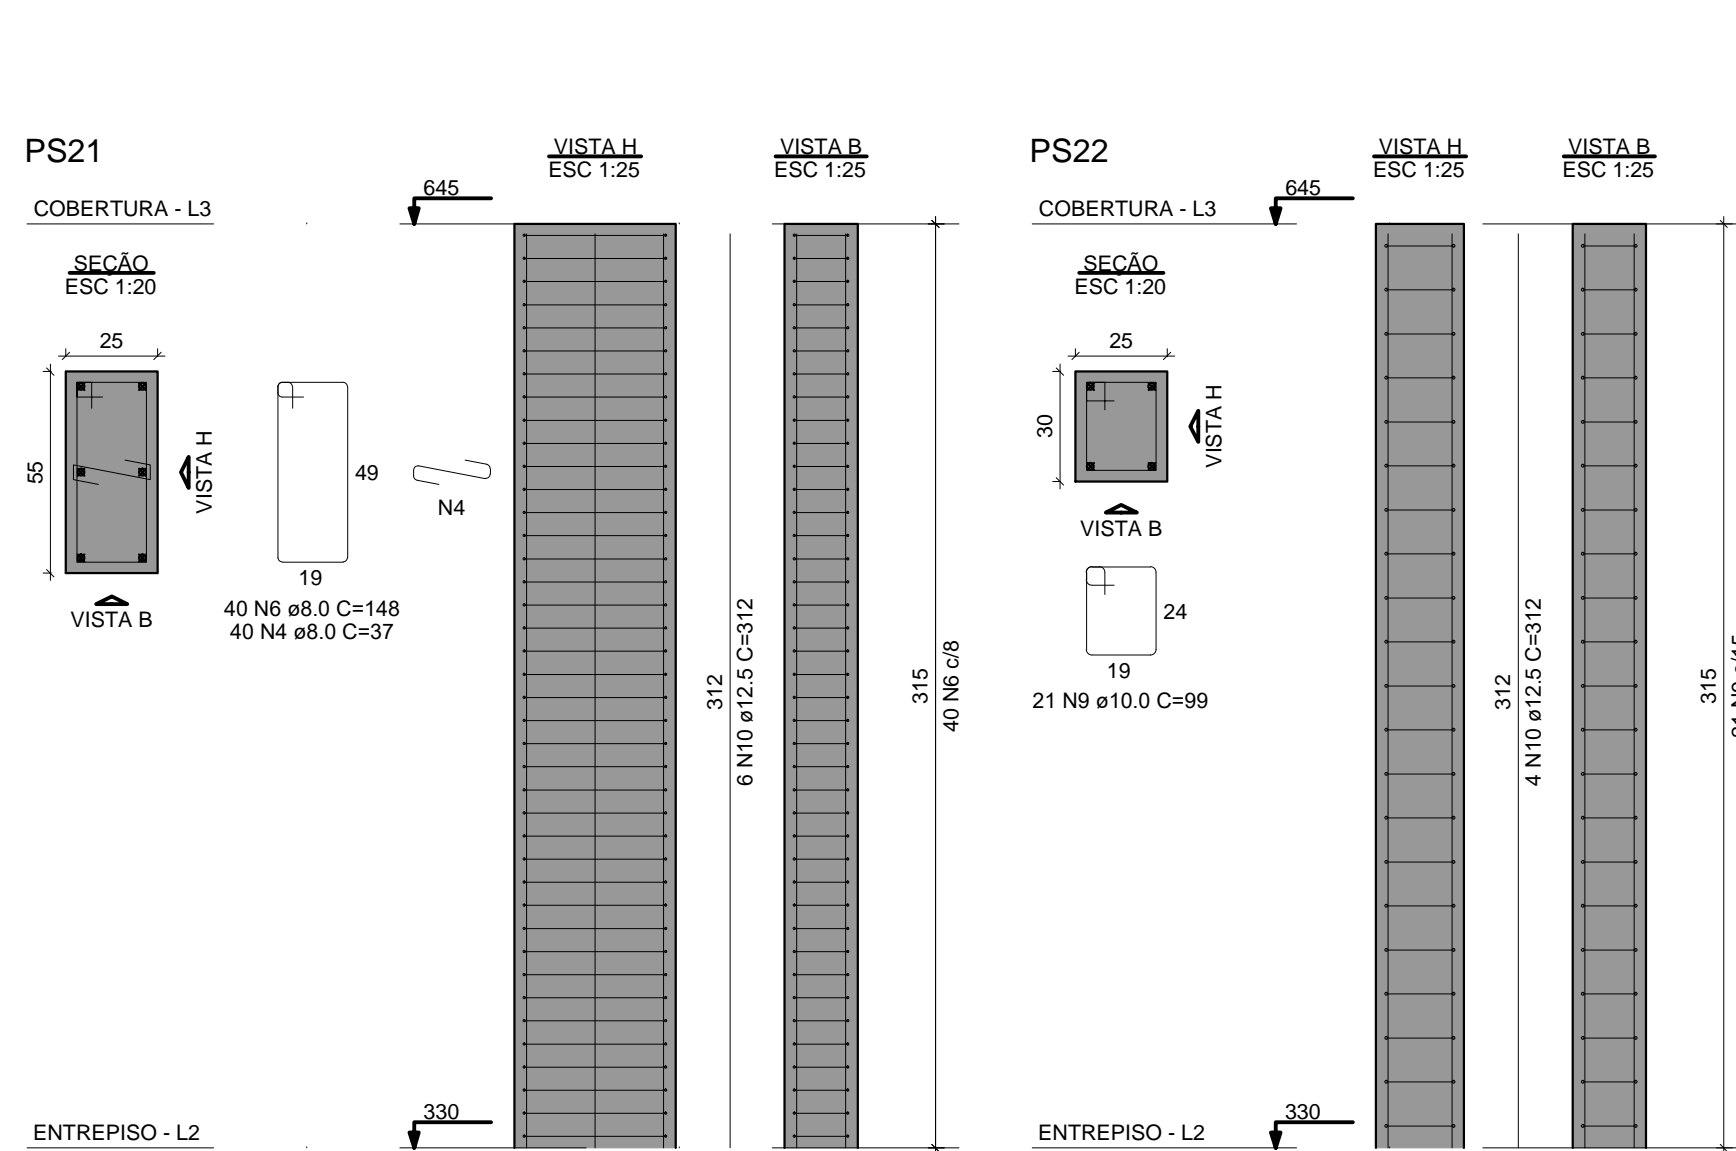 PS21
VISTA H
ESC 1:25
VISTA B
ESC 1:25
645
COBERTURA - L3
SEÇÃO
ESC 1:20
25
55
VISTA H
VISTA B
49
19
N4
40 N6 ø8.0 C=148
40 N4 ø8.0 C=37
312
6 N10 ø12.5 C=312
315
40 N6 c/8
330
ENTREPISO - L2
PS22
VISTA H
ESC 1:25
VISTA B
ESC 1:25
645
COBERTURA - L3
SEÇÃO
ESC 1:20
25
30
VISTA H
VISTA B
24
19
21 N9 ø10.0 C=99
312
4 N10 ø12.5 C=312
315
330
ENTREPISO - L2